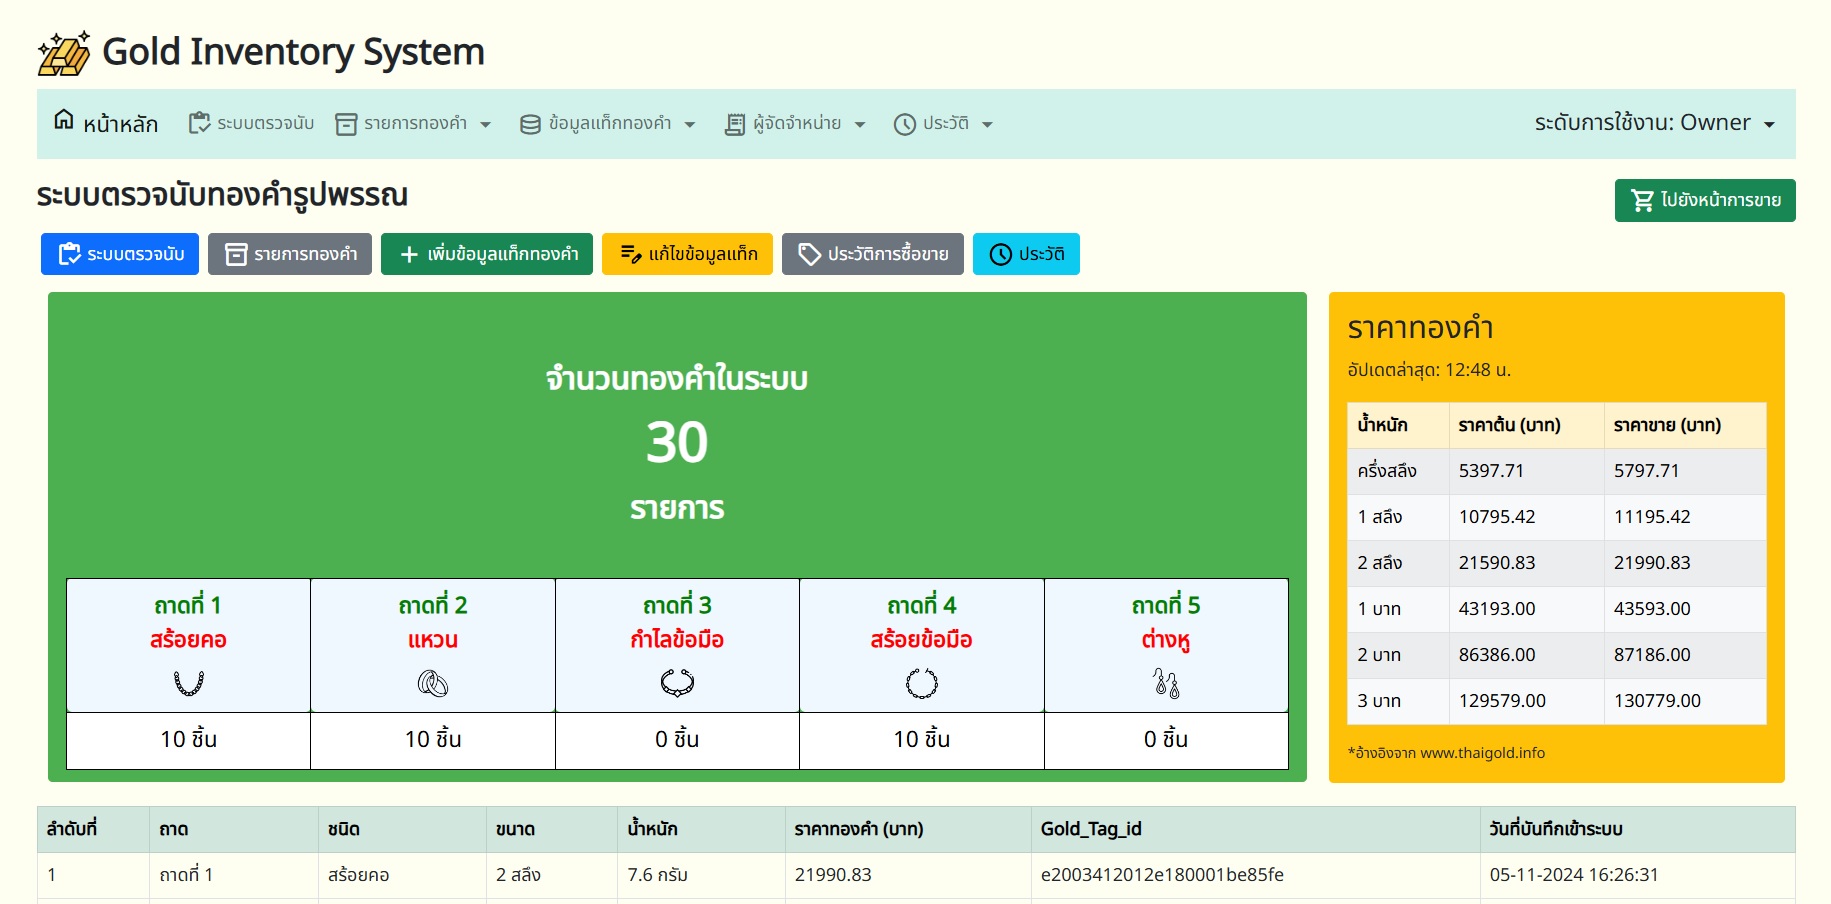 Gold Inventory System
หน้าหลัก ระบบตรวจนับ รายการทองคำ ข้อมูลแท็กทองคำ ผู้จัดจำหน่าย ประวัติ ระดับการใช้งาน: Owner
ระบบตรวจนับทองคำรูปพรรณ
ไปยังหน้าการขาย
ระบบตรวจนับ รายการทองคำ เพิ่มข้อมูลแท็กทองคำ แก้ไขข้อมูลแท็ก ประวัติการซื้อขาย ประวัติ
จำนวนทองคำในระบบ
30
รายการ
ถาดที่ 1 ถาดที่ 2 ถาดที่ 3 ถาดที่ 4 ถาดที่ 5
สร้อยคอ แหวน กำไลข้อมือ สร้อยข้อมือ ต่างหู
10 ชิ้น 10 ชิ้น 0 ชิ้น 10 ชิ้น 0 ชิ้น
ราคาทองคำ
อัปเดตล่าสุด: 12:48 น.
น้ำหนัก ราคาต้น (บาท) ราคาขาย (บาท)
ครึ่งสลึง 5397.71 5797.71
1 สลึง 10795.42 11195.42
2 สลึง 21590.83 21990.83
1 บาท 43193.00 43593.00
2 บาท 86386.00 87186.00
3 บาท 129579.00 130779.00
*อ้างอิงจาก www.thaigold.info
ลำดับที่ ถาด ชนิด ขนาด น้ำหนัก ราคาทองคำ (บาท) Gold_Tag_id วันที่บันทึกเข้าระบบ
1 ถาดที่ 1 สร้อยคอ 2 สลึง 7.6 กรัม 21990.83 e2003412012e180001be85fe 05-11-2024 16:26:31